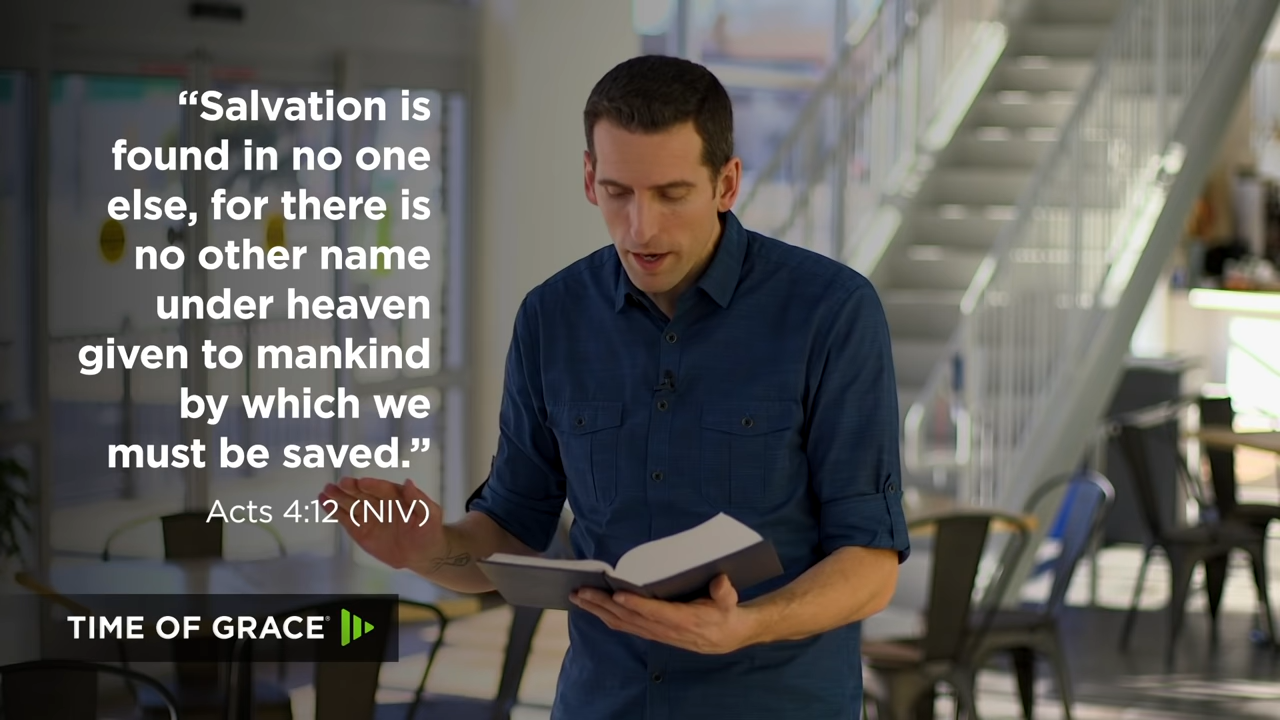 “Salvation is
found in no one
else, for there is
no other name
under heaven
given to mankind
by which we
must be saved.”
Acts 4:12 (NIV)
TIME OF GRACE®